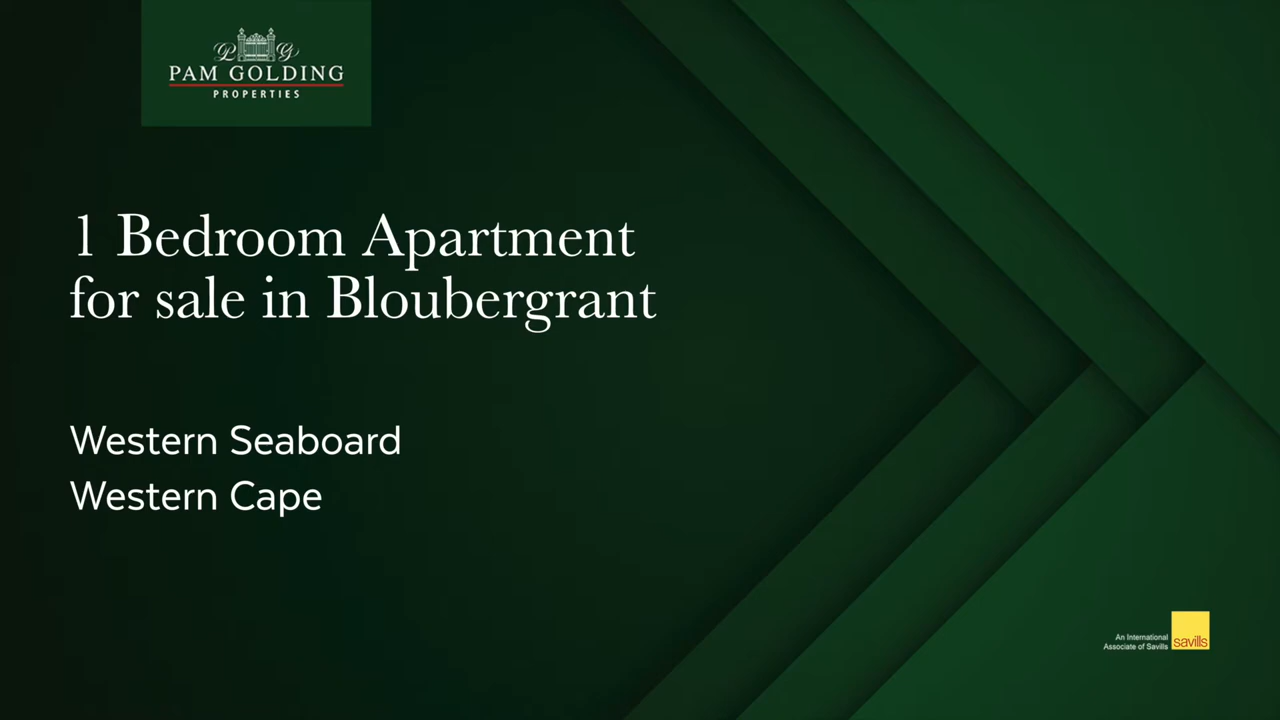 PAM GOLDING
PROPERTIES
1 Bedroom Apartment
for sale in Bloubergrant
Western Seaboard
Western Cape
An International
Associate of Savills
savills